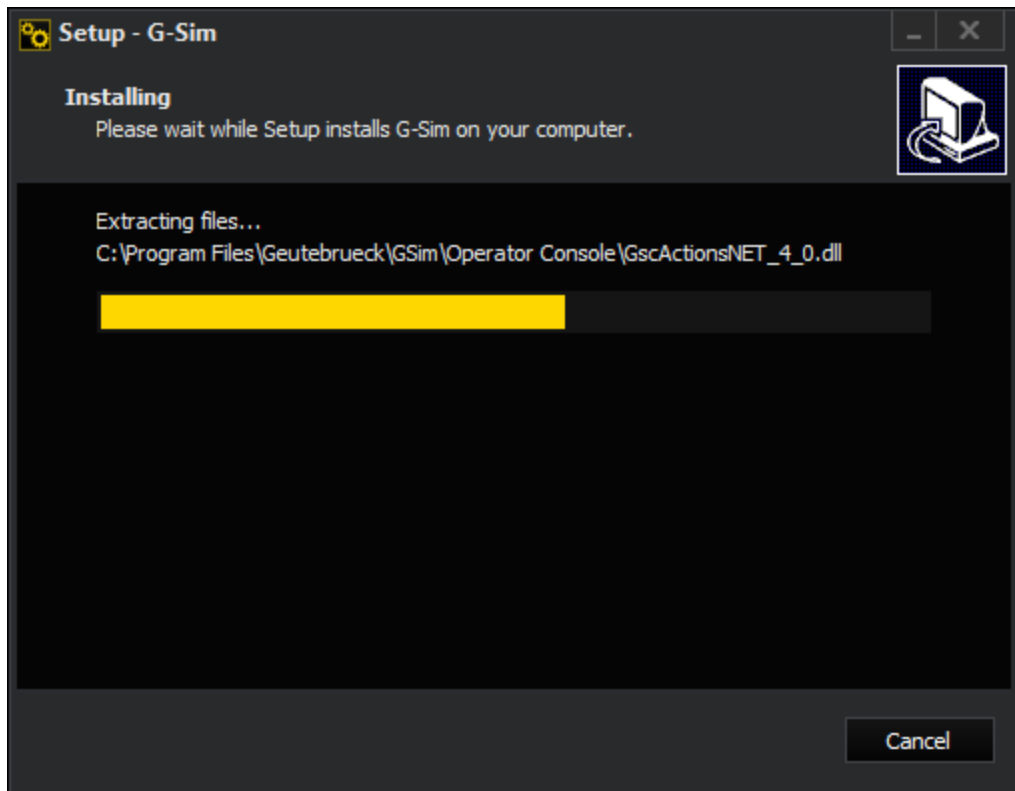 Setup - G-Sim
Installing
Please wait while Setup installs G-Sim on your computer.
Extracting files...
C:\Program Files\Geutebrueck\GSim\Operator Console\GscActionsNET_4_0.dll
Cancel